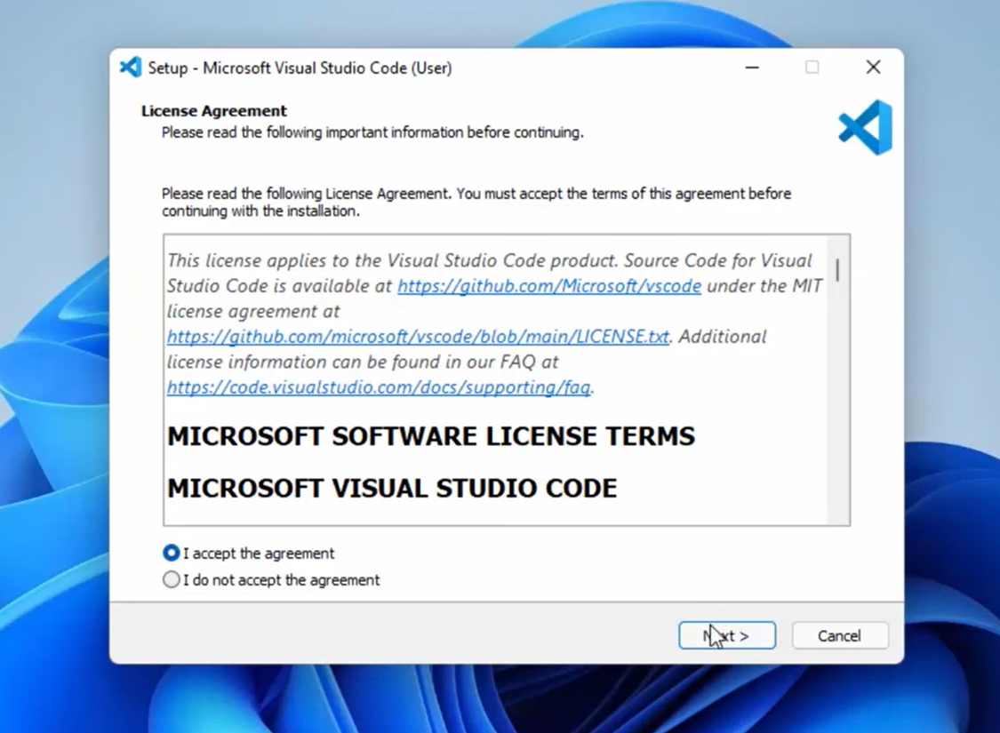 Setup - Microsoft Visual Studio Code (User)
License Agreement
Please read the following important information before continuing.
Please read the following License Agreement. You must accept the terms of this agreement before
continuing with the installation.
This license applies to the Visual Studio Code product. Source Code for Visual
Studio Code is available at https://github.com/Microsoft/vscode under the MIT
license agreement at
https://github.com/microsoft/vscode/blob/main/LICENSE.txt. Additional
license information can be found in our FAQ at
https://code.visualstudio.com/docs/supporting/faq.
MICROSOFT SOFTWARE LICENSE TERMS
MICROSOFT VISUAL STUDIO CODE
I accept the agreement
I do not accept the agreement
Next >
Cancel